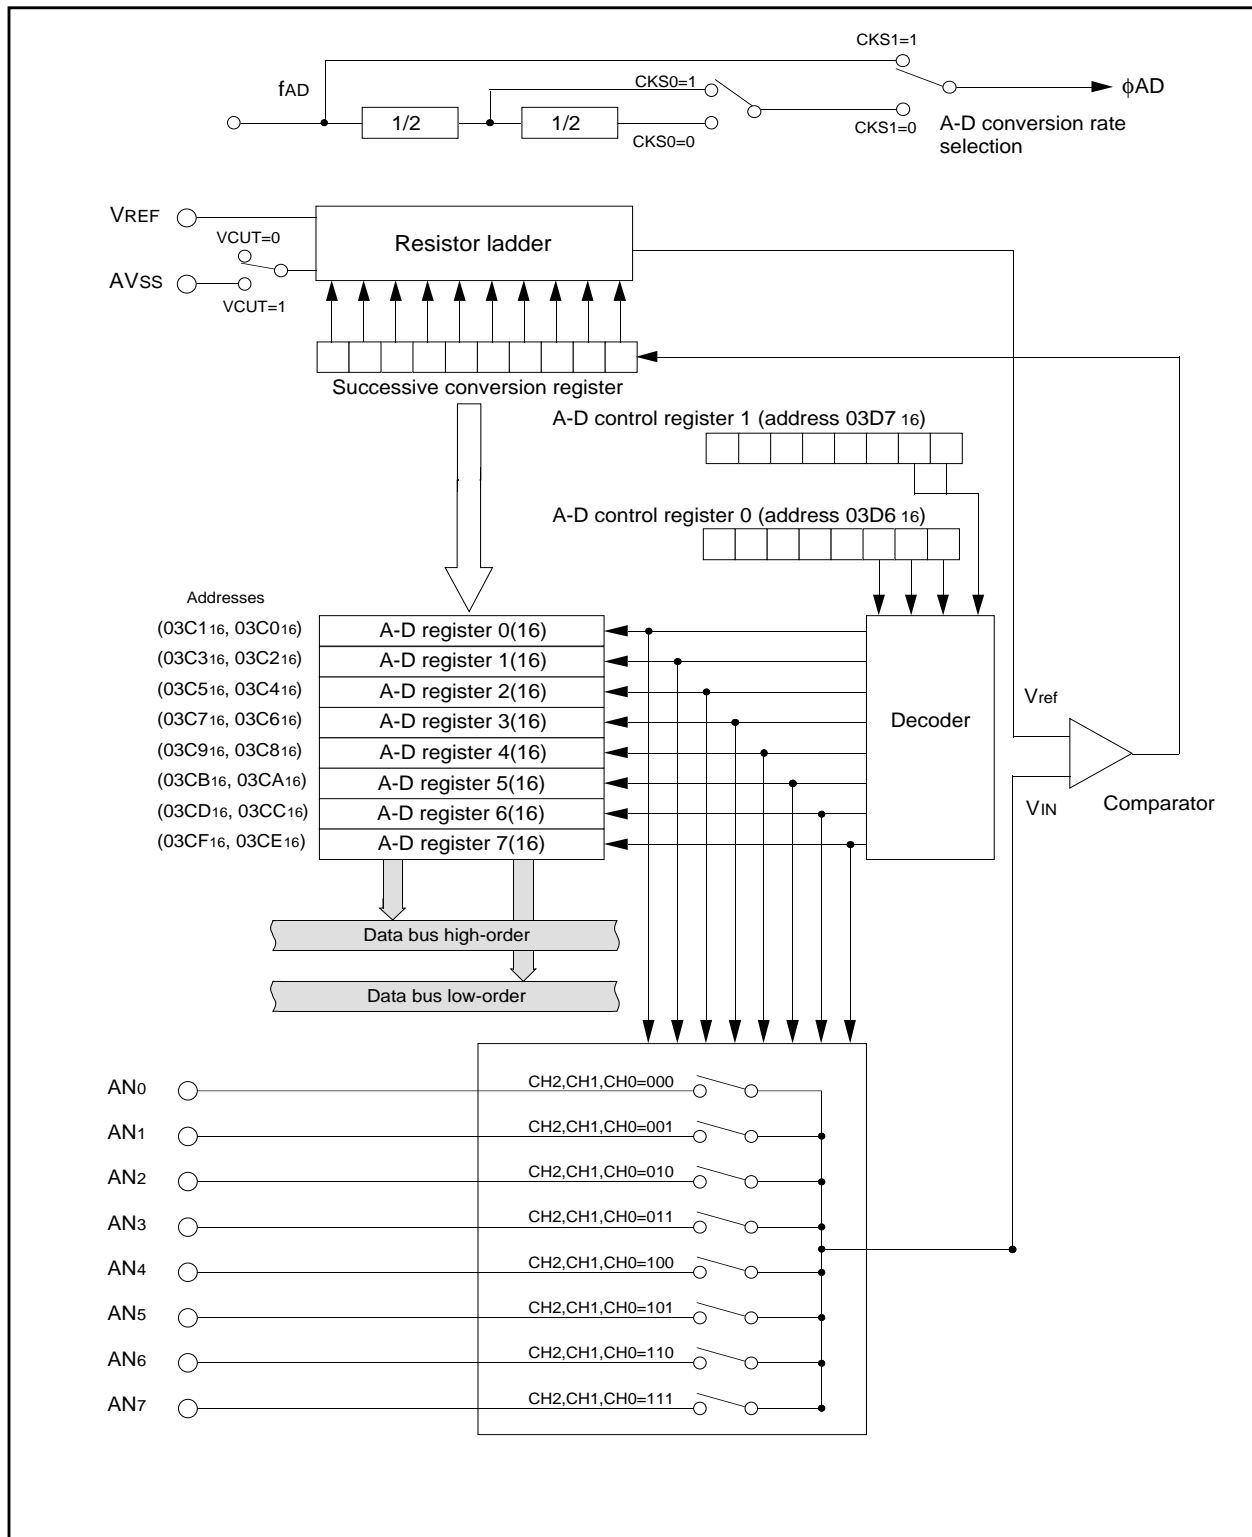 CKS1=1
fAD
CKS0=1
ϕAD
1/2
1/2
CKS0=0
CKS1=0
A-D conversion rate
selection
VREF
VCUT=0
Resistor ladder
AVSS
VCUT=1
Successive conversion register
A-D control register 1 (address 03D7 16)
A-D control register 0 (address 03D6 16)
Addresses
(03C116, 03C016)
A-D register 0(16)
(03C316, 03C216)
A-D register 1(16)
(03C516, 03C416)
A-D register 2(16)
(03C716, 03C616)
A-D register 3(16)
(03C916, 03C816)
A-D register 4(16)
(03CB16, 03CA16)
A-D register 5(16)
(03CD16, 03CC16)
A-D register 6(16)
(03CF16, 03CE16)
A-D register 7(16)
Decoder
Vref
VIN
Comparator
Data bus high-order
Data bus low-order
AN0
CH2,CH1,CH0=000
AN1
CH2,CH1,CH0=001
AN2
CH2,CH1,CH0=010
AN3
CH2,CH1,CH0=011
AN4
CH2,CH1,CH0=100
AN5
CH2,CH1,CH0=101
AN6
CH2,CH1,CH0=110
AN7
CH2,CH1,CH0=111